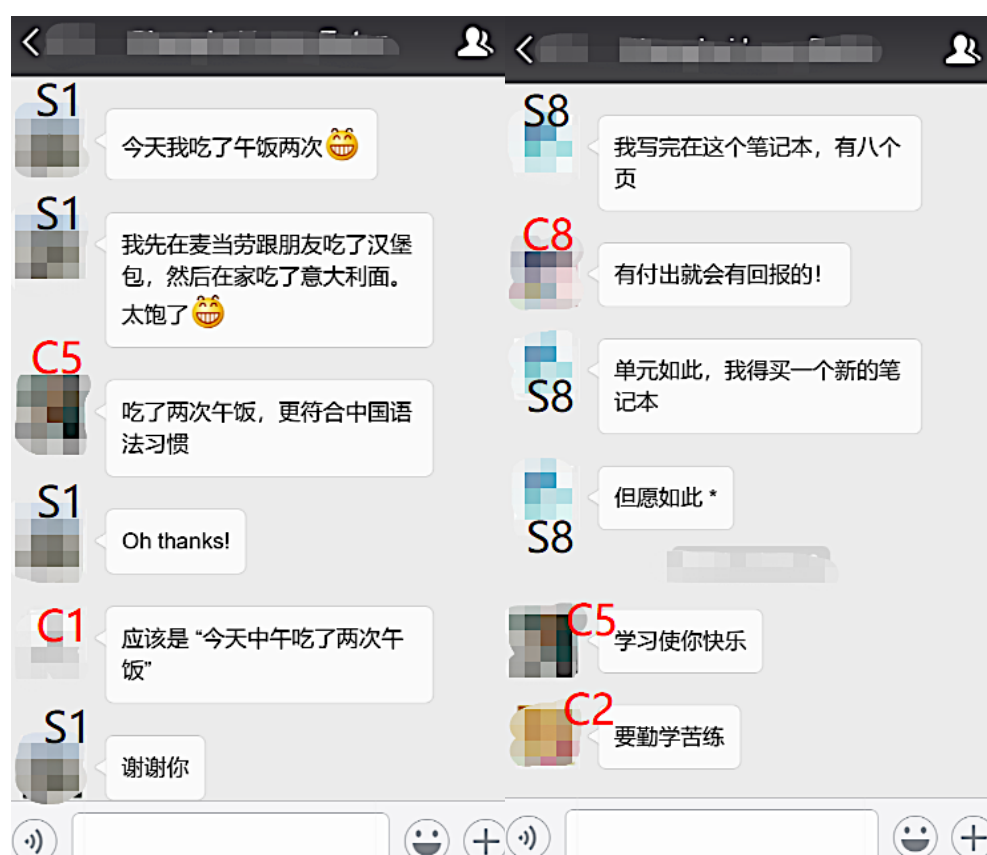 S1
今天我吃了午饭两次😁
S1
我先在麦当劳跟朋友吃了汉堡
包，然后在家吃了意大利面。
太饱了😁
C5
吃了两次午饭，更符合中国语
法习惯
S1
Oh thanks!
C1
应该是 “今天中午吃了两次午
饭”
S1
谢谢你
S8
我写完在这个笔记本，有八个
页
C8
有付出就会有回报的！
S8
单元如此，我得买一个新的笔
记本
S8
但愿如此 *
C5
学习使你快乐
C2
要勤学苦练